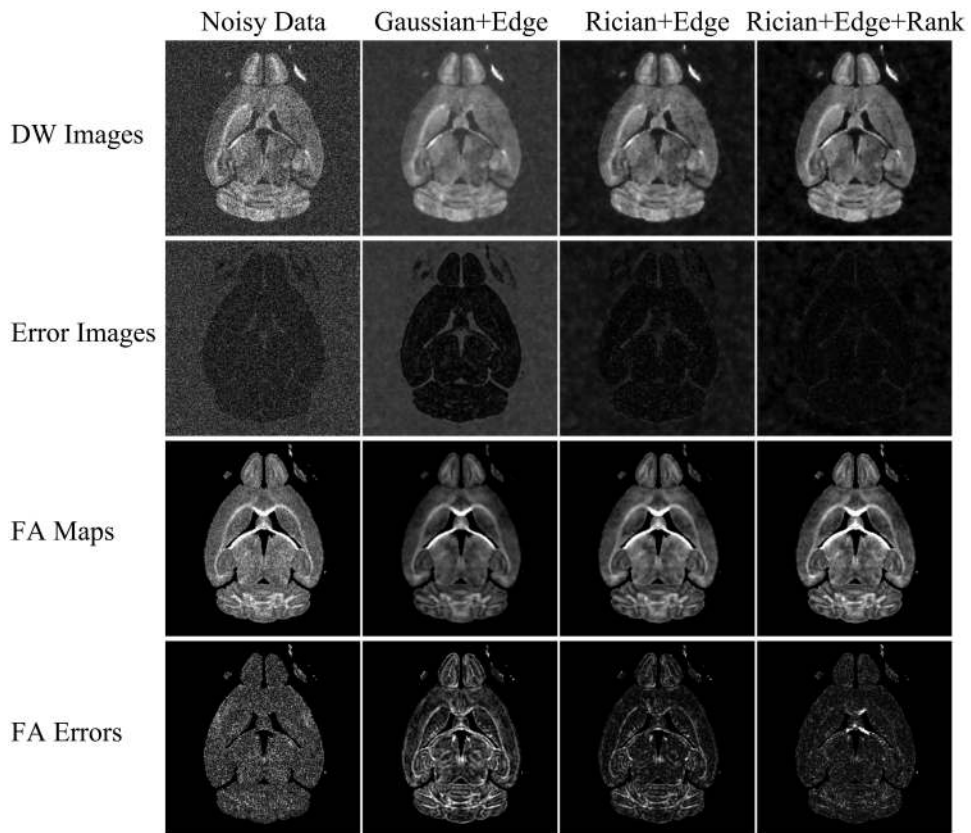 Noisy Data Gaussian+Edge Rician+Edge Rician+Edge+Rank
DW Images
Error Images
FA Maps
FA Errors